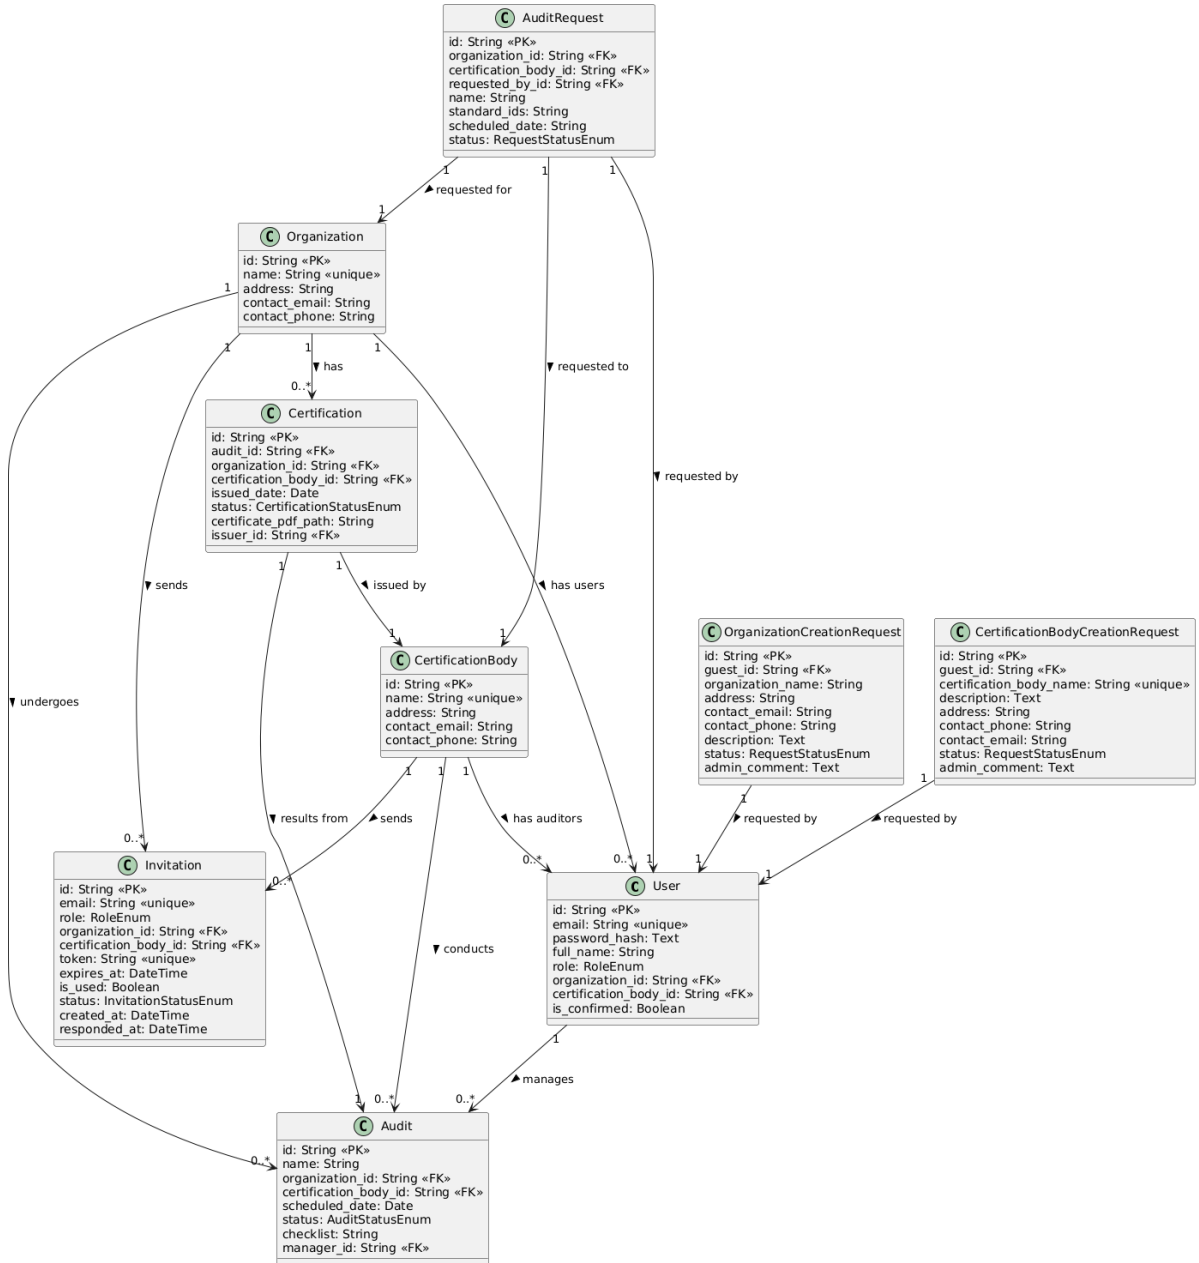 C AuditRequest
id: String «PK»
organization_id: String «FK»
certification_body_id: String «FK»
requested_by_id: String «FK»
name: String
standard_ids: String
scheduled_date: String
status: RequestStatusEnum
1
1
1
requested for
1
C Organization
id: String «PK»
name: String «unique»
address: String
contact_email: String
contact_phone: String
1
1
1
1
has
requested to
0..*
C Certification
id: String «PK»
audit_id: String «FK»
organization_id: String «FK»
certification_body_id: String «FK»
issued_date: Date
status: CertificationStatusEnum
certificate_pdf_path: String
issuer_id: String «FK»
requested by
1
1
sends
issued by
has users
1
1
C CertificationBody
id: String «PK»
name: String «unique»
address: String
contact_email: String
contact_phone: String
C OrganizationCreationRequest
id: String «PK»
guest_id: String «FK»
organization_name: String
address: String
contact_email: String
contact_phone: String
description: Text
status: RequestStatusEnum
admin_comment: Text
C CertificationBodyCreationRequest
id: String «PK»
guest_id: String «FK»
certification_body_name: String «unique»
description: Text
address: String
contact_phone: String
contact_email: String
status: RequestStatusEnum
admin_comment: Text
undergoes
1
1
1
1
1
results from
sends
has auditors
requested by
requested by
0..*
0..*
0..*
0..*
1
1
1
C Invitation
id: String «PK»
email: String «unique»
role: RoleEnum
organization_id: String «FK»
certification_body_id: String «FK»
token: String «unique»
expires_at: DateTime
is_used: Boolean
status: InvitationStatusEnum
created_at: DateTime
responded_at: DateTime
conducts
C User
id: String «PK»
email: String «unique»
password_hash: Text
full_name: String
role: RoleEnum
organization_id: String «FK»
certification_body_id: String «FK»
is_confirmed: Boolean
1
manages
1
0..*
0..*
0..*
C Audit
id: String «PK»
name: String
organization_id: String «FK»
certification_body_id: String «FK»
scheduled_date: Date
status: AuditStatusEnum
checklist: String
manager_id: String «FK»